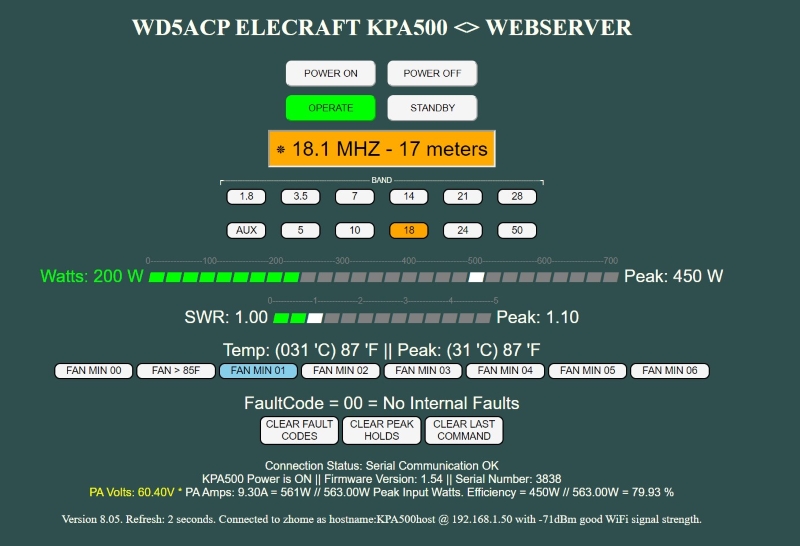 WD5ACP ELECRAFT KPA500 <> WEBSERVER
POWER ON POWER OFF
OPERATE STANDBY
❋ 18.1 MHZ - 17 meters
BAND
1.8 3.5 7 14 21 28
AUX 5 10 18 24 50
0 100 200 300 400 500 600 700
Watts: 200 W Peak: 450 W
0 1 2 3 4 5
SWR: 1.00 Peak: 1.10
Temp: (031 'C) 87 'F || Peak: (31 'C) 87 'F
FAN MIN 00 FAN > 85F FAN MIN 01 FAN MIN 02 FAN MIN 03 FAN MIN 04 FAN MIN 05 FAN MIN 06
FaultCode = 00 = No Internal Faults
CLEAR FAULT CLEAR PEAK CLEAR LAST
CODES HOLDS COMMAND
Connection Status: Serial Communication OK
KPA500 Power is ON || Firmware Version: 1.54 || Serial Number: 3838
PA Volts: 60.40V * PA Amps: 9.30A = 561W // 563.00W Peak Input Watts. Efficiency = 450W // 563.00W = 79.93 %
Version 8.05. Refresh: 2 seconds. Connected to zhome as hostname:KPA500host @ 192.168.1.50 with -71dBm good WiFi signal strength.